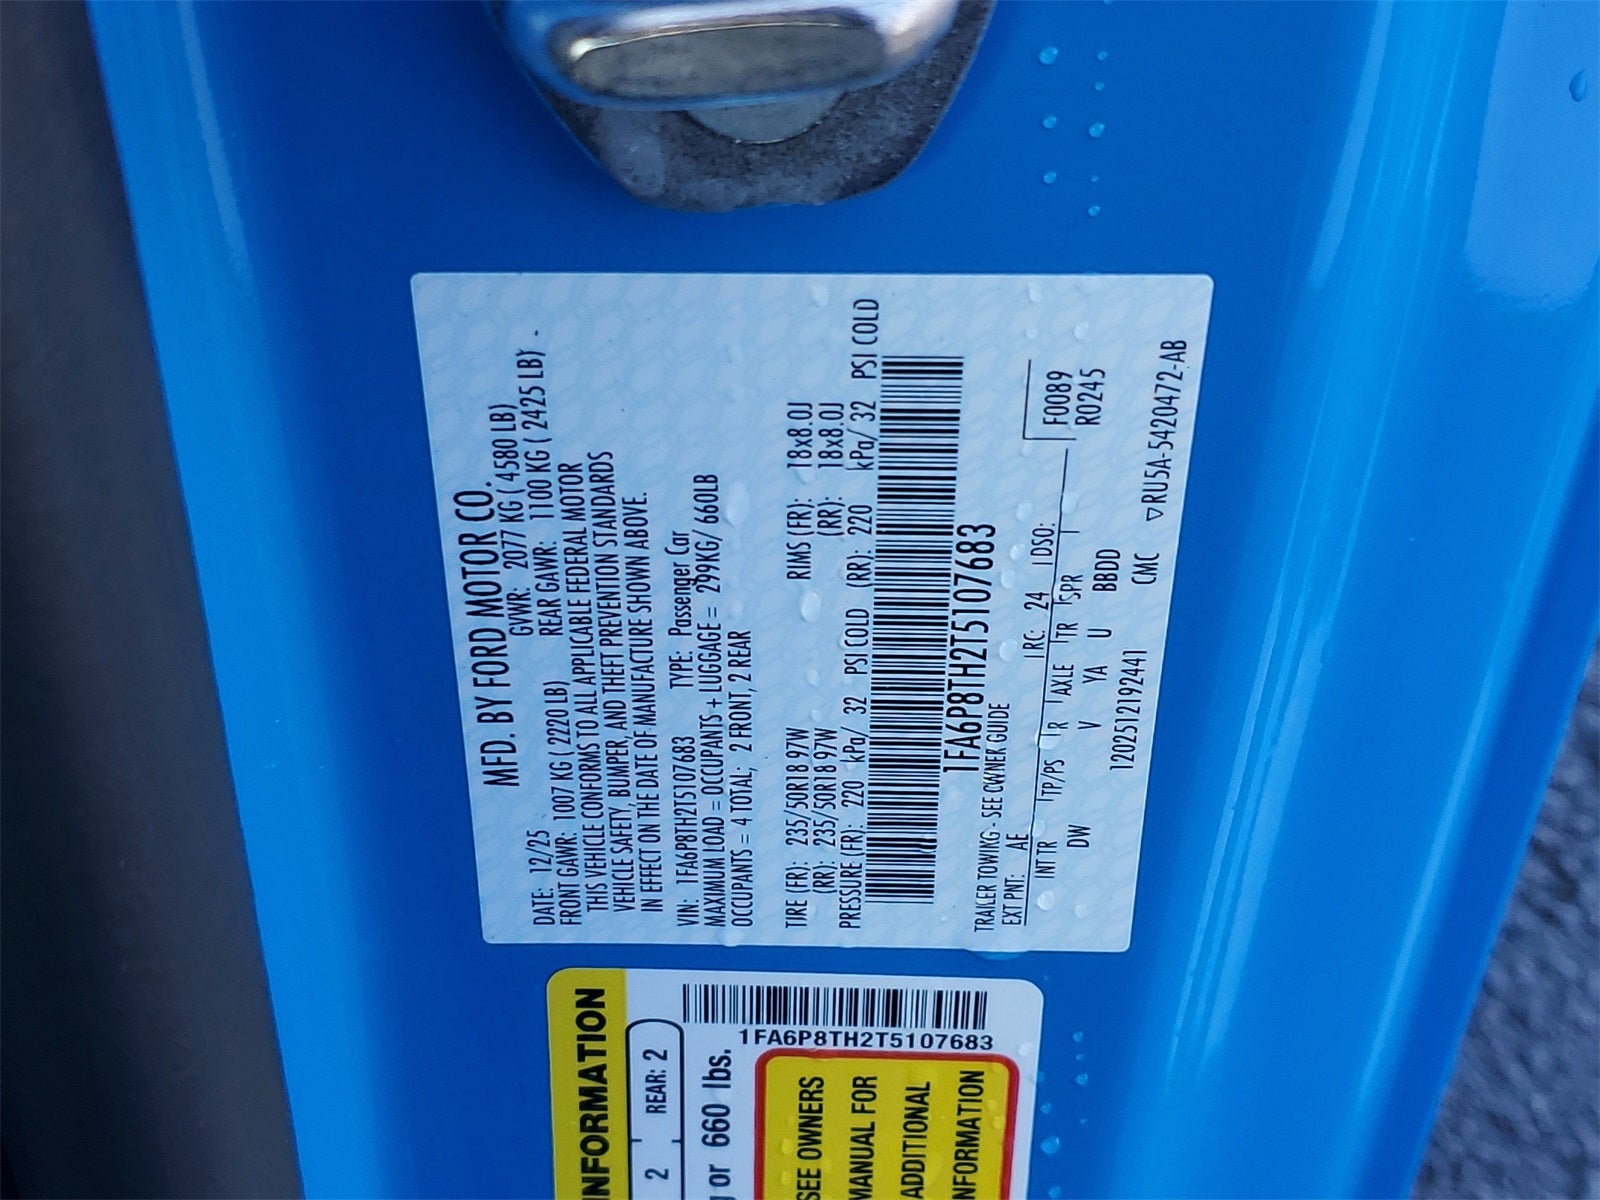 MFD. BY FORD MOTOR CO.
DATE: 12/25 GVWR: 2077 KG ( 4580 LB)
FRONT GAWR: 1007 KG ( 2220 LB) REAR GAWR: 1100 KG ( 2425 LB)
THIS VEHICLE CONFORMS TO ALL APPLICABLE FEDERAL MOTOR
VEHICLE SAFETY, BUMPER, AND THEFT PREVENTION STANDARDS
IN EFFECT ON THE DATE OF MANUFACTURE SHOWN ABOVE.
VIN: 1FA6P8TH2T5107683 TYPE: Passenger Car
MAXIMUM LOAD = OCCUPANTS + LUGGAGE = 299KG/ 660LB
OCCUPANTS = 4 TOTAL; 2 FRONT, 2 REAR
TIRE (FR): 235/50R18 97W RIMS (FR): 18x8.0J
(RR): 235/50R18 97W (RR): 18x8.0J
PRESSURE (FR): 220 kPa/ 32 PSI COLD (RR): 220 kPa/ 32 PSI COLD
1FA6P8TH2T5107683
TRAILER TOWING - SEE OWNER GUIDE
EXT PNT: AE RC: 24 DSO: F0089
INT TR TP/PS R AXLE TR SPR R0245
DW V YA U BBDD
1202512192441 CMC ▽RU5A-5420472-AB
INFORMATION
2 REAR: 2
or 660 lbs.
1FA6P8TH2T5107683
SEE OWNERS
MANUAL FOR
ADDITIONAL
INFORMATION